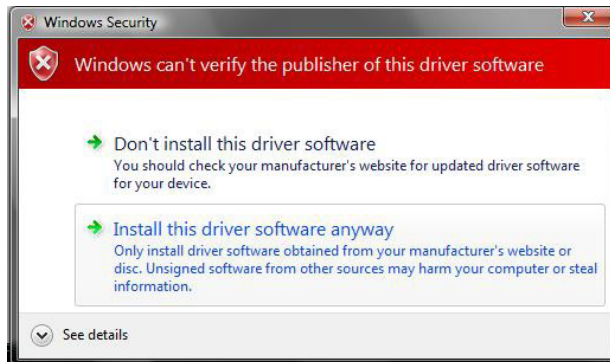 Windows Security
Windows can't verify the publisher of this driver software
Don't install this driver software
You should check your manufacturer's website for updated driver software
for your device.
Install this driver software anyway
Only install driver software obtained from your manufacturer's website or
disc. Unsigned software from other sources may harm your computer or steal
information.
See details